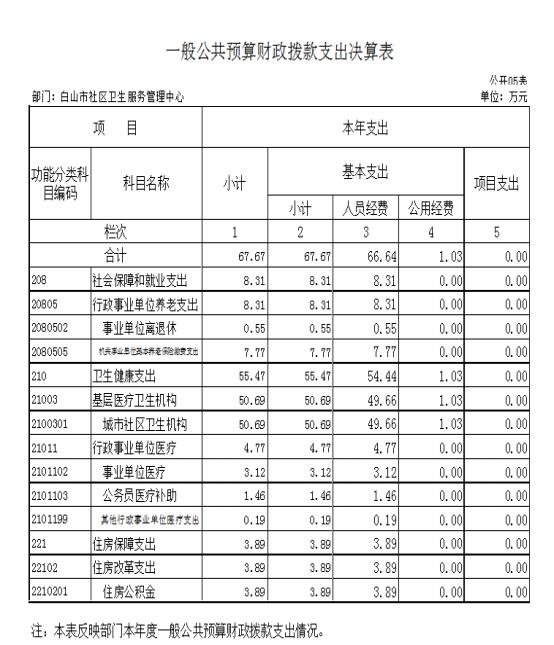 一般公共预算财政拨款支出决算表
公开05表
部门：白山市社区卫生服务管理中心 单位：万元
项 目 本年支出
功能分类科目编码 科目名称 小计 基本支出 项目支出
小计 人员经费 公用经费
栏次 1 2 3 4 5
合计 67.67 67.67 66.64 1.03 0.00
208 社会保障和就业支出 8.31 8.31 8.31 0.00 0.00
20805 行政事业单位养老支出 8.31 8.31 8.31 0.00 0.00
2080502 事业单位离退休 0.55 0.55 0.55 0.00 0.00
2080505 机关事业单位基本养老保险缴费支出 7.77 7.77 7.77 0.00 0.00
210 卫生健康支出 55.47 55.47 54.44 1.03 0.00
21003 基层医疗卫生机构 50.69 50.69 49.66 1.03 0.00
2100301 城市社区卫生机构 50.69 50.69 49.66 1.03 0.00
21011 行政事业单位医疗 4.77 4.77 4.77 0.00 0.00
2101102 事业单位医疗 3.12 3.12 3.12 0.00 0.00
2101103 公务员医疗补助 1.46 1.46 1.46 0.00 0.00
2101199 其他行政事业单位医疗支出 0.19 0.19 0.19 0.00 0.00
221 住房保障支出 3.89 3.89 3.89 0.00 0.00
22102 住房改革支出 3.89 3.89 3.89 0.00 0.00
2210201 住房公积金 3.89 3.89 3.89 0.00 0.00
注：本表反映部门本年度一般公共预算财政拨款支出情况。